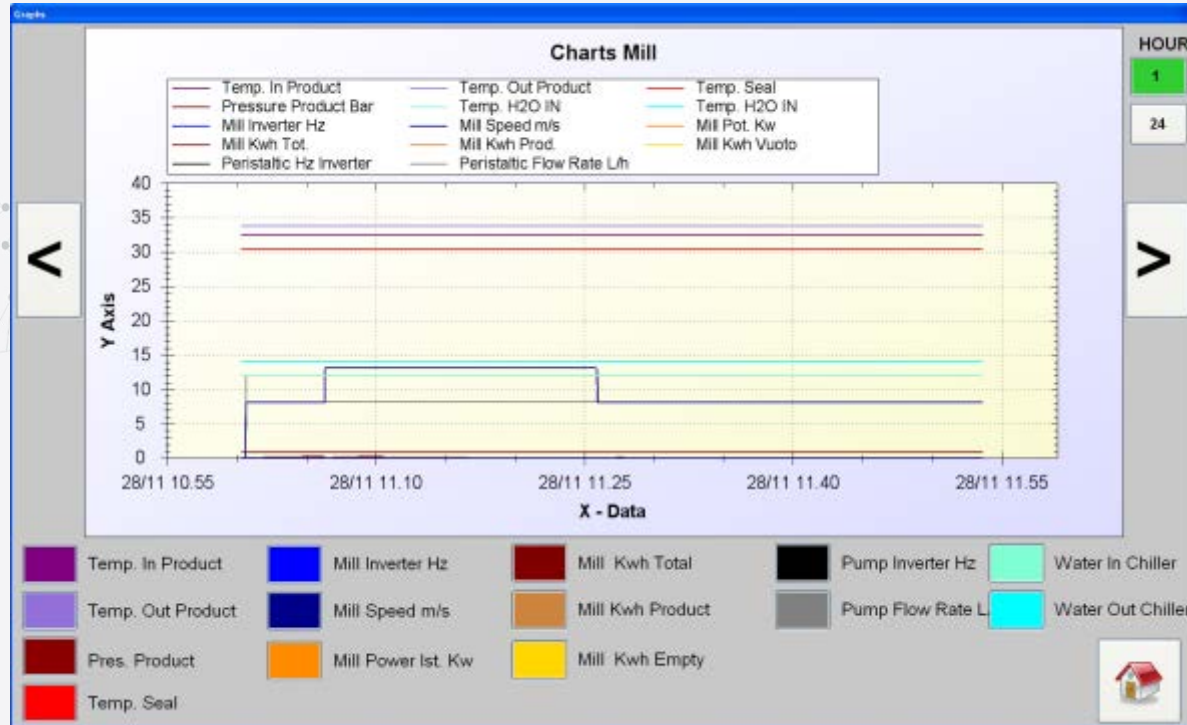 Graphs
Charts Mill
HOUR
1
24
Temp. In Product Temp. Out Product Temp. Seal
Pressure Product Bar Temp. H2O IN Temp. H2O IN
Mill Inverter Hz Mill Speed m/s Mill Pot. Kw
Mill Kwh Tot. Mill Kwh Prod. Mill Kwh Vuoto
Peristaltic Hz Inverter Peristaltic Flow Rate L/h
40
35
30
25
20
15
10
5
0
Y Axis
<
>
28/11 10.55 28/11 11.10 28/11 11.25 28/11 11.40 28/11 11.55
X - Data
Temp. In Product Mill Inverter Hz Mill Kwh Total Pump Inverter Hz Water In Chiller
Temp. Out Product Mill Speed m/s Mill Kwh Product Pump Flow Rate L Water Out Chiller
Pres. Product Mill Power Ist. Kw Mill Kwh Empty
Temp. Seal